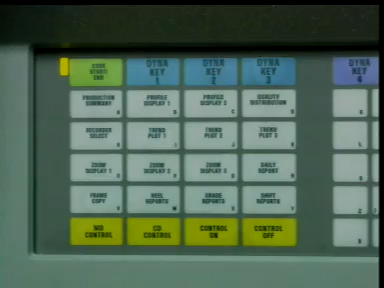 CODE
START/
END
DYNA
KEY
1
DYNA
KEY
2
DYNA
KEY
3
DYNA
KEY
4
PRODUCTION
SUMMARY
PROFILE
DISPLAY 1
PROFILE
DISPLAY 2
QUALITY
DISTRIBUTION
RECORDER
SELECT
TREND
PLOT 1
TREND
PLOT 2
TREND
PLOT 3
ZOOM
DISPLAY 1
ZOOM
DISPLAY 2
ZOOM
DISPLAY 3
DAILY
REPORT
FRAME
COPY
REEL
REPORTS
GRADE
REPORTS
SHIFT
REPORTS
MD
CONTROL
CD
CONTROL
CONTROL
ON
CONTROL
OFF